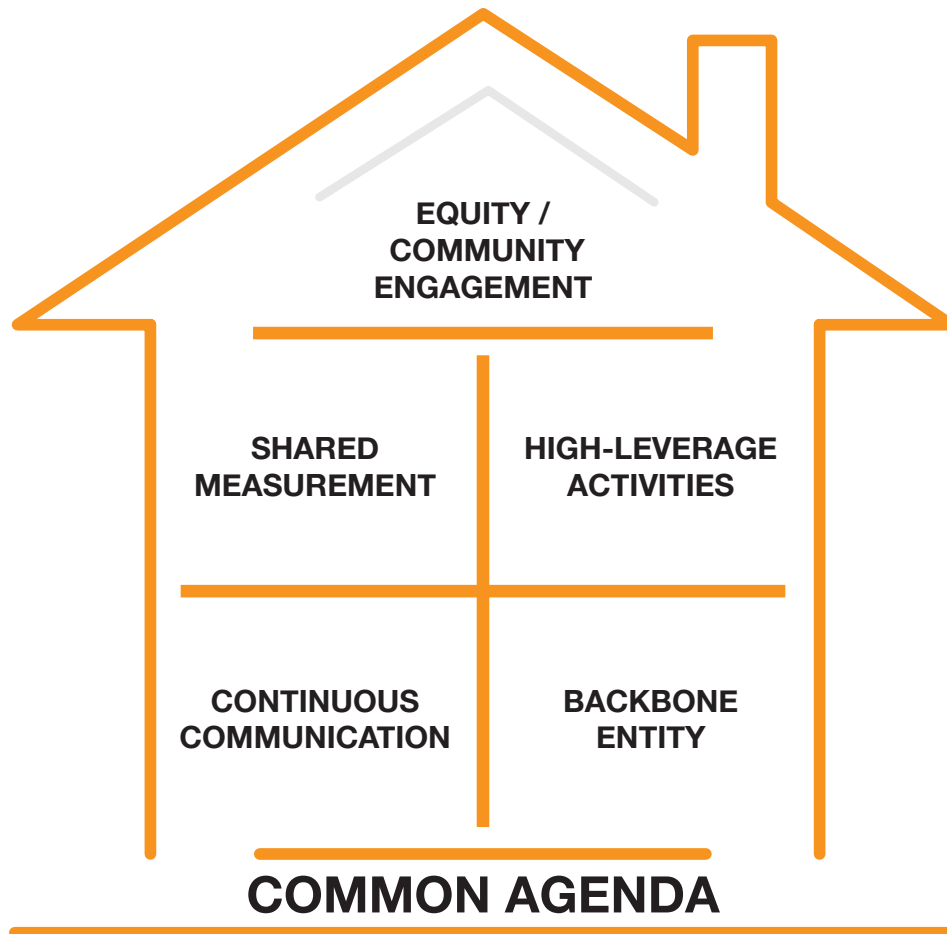 EQUITY /
COMMUNITY
ENGAGEMENT
SHARED
MEASUREMENT
HIGH-LEVERAGE
ACTIVITIES
CONTINUOUS
COMMUNICATION
BACKBONE
ENTITY
COMMON AGENDA